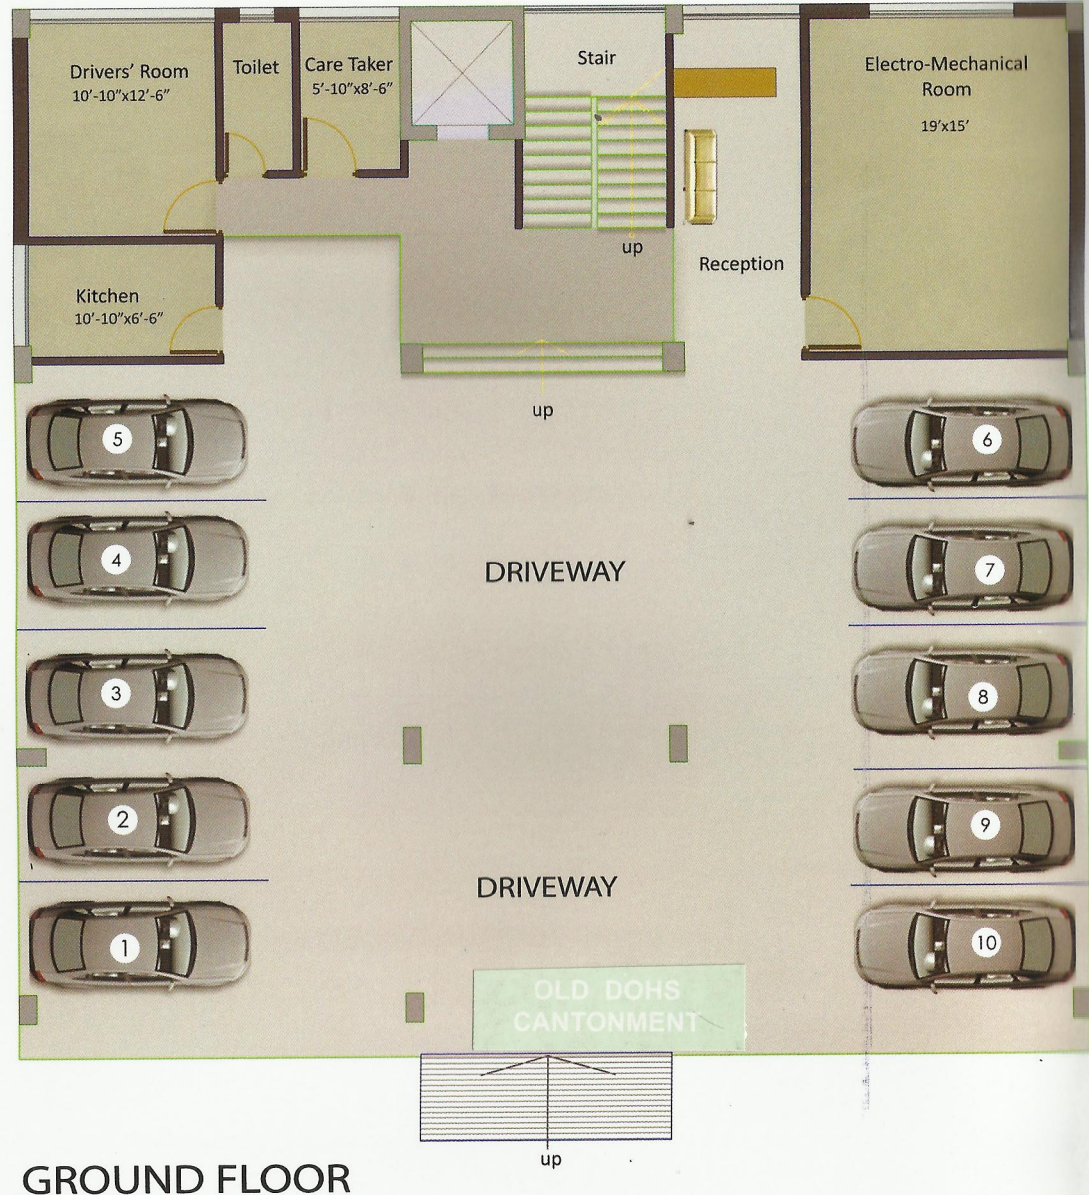 Drivers' Room
10'-10"x12'-6"
Toilet
Care Taker
5'-10"x8'-6"
Stair
up
Reception
Electro-Mechanical
Room
19'x15'
Kitchen
10'-10"x6'-6"
up
5
6
4
7
DRIVEWAY
3
8
2
9
DRIVEWAY
1
10
OLD DOHS
CANTONMENT
up
GROUND FLOOR